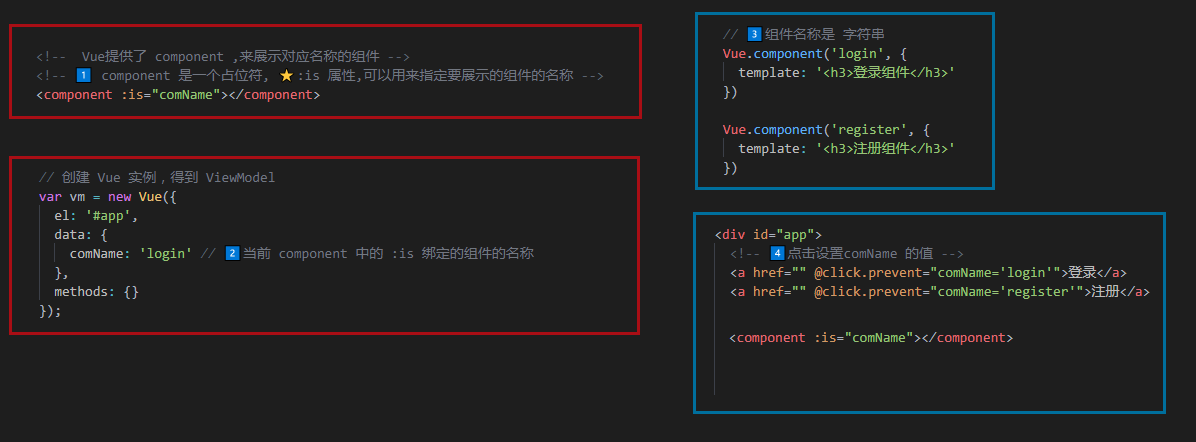 <!--  Vue提供了 component ,来展示对应名称的组件 -->
<!-- 1️⃣ component 是一个占位符, ⭐:is 属性,可以用来指定要展示的组件的名称 -->
<component :is="comName"></component>
// 创建 Vue 实例，得到 ViewModel
var vm = new Vue({
  el: '#app',
  data: {
    comName: 'login' // 2️⃣当前 component 中的 :is 绑定的组件的名称
  },
  methods: {}
});
// 3️⃣组件名称是 字符串
Vue.component('login', {
  template: '<h3>登录组件</h3>'
})
Vue.component('register', {
  template: '<h3>注册组件</h3>'
})
<div id="app">
  <!-- 4️⃣点击设置comName 的值 -->
  <a href="" @click.prevent="comName='login'">登录</a>
  <a href="" @click.prevent="comName='register'">注册</a>
  <component :is="comName"></component>